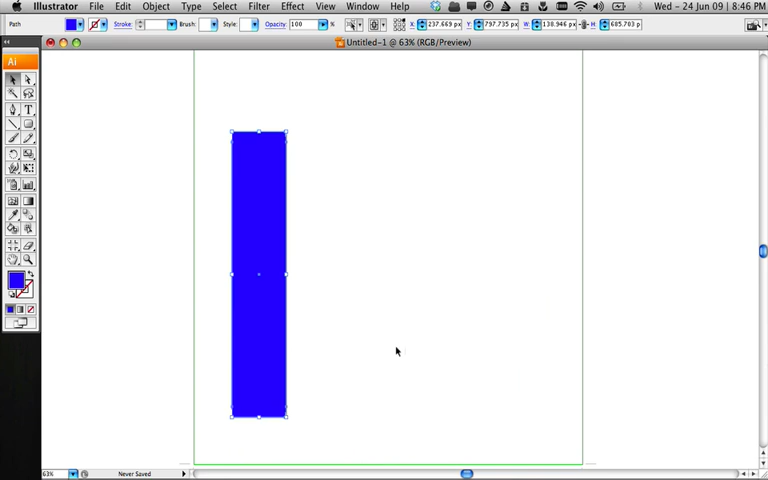 Illustrator File Edit Object Type Select Filter Effect View Window Help Wed – 24 Jun 09 | 8:46 PM
Path Stroke: Brush: Style: Opacity: 100 % X: 237.669 px Y: 797.735 px W: 138.946 px H: 685.703 p
Untitled-1 @ 63% (RGB/Preview)
Ai
T
63% Never Saved